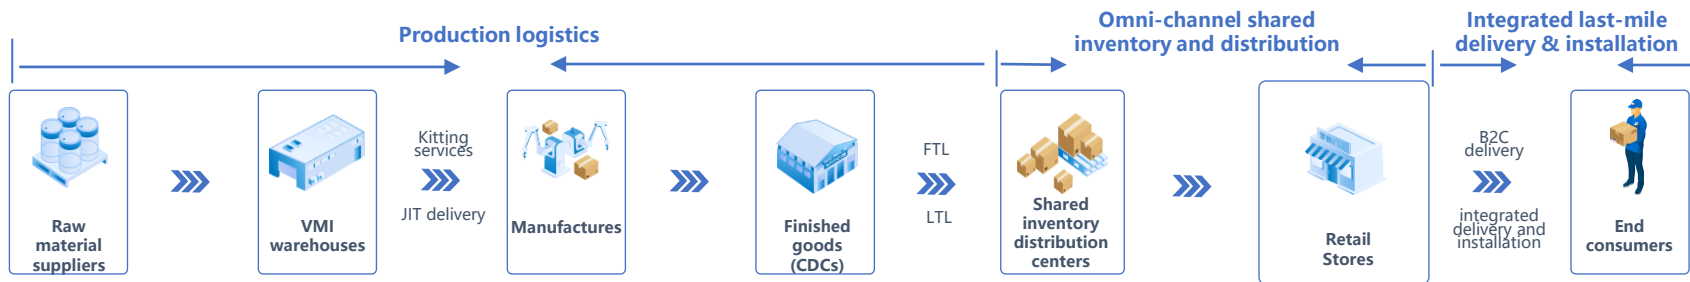 Production logistics
Omni-channel shared
inventory and distribution
Integrated last-mile
delivery & installation
Raw
material
suppliers
VMI
warehouses
Kitting
services
JIT delivery
Manufactures
Finished
goods
(CDCs)
FTL
LTL
Shared
inventory
distribution
centers
Retail
Stores
B2C
delivery
integrated
delivery and
installation
End
consumers